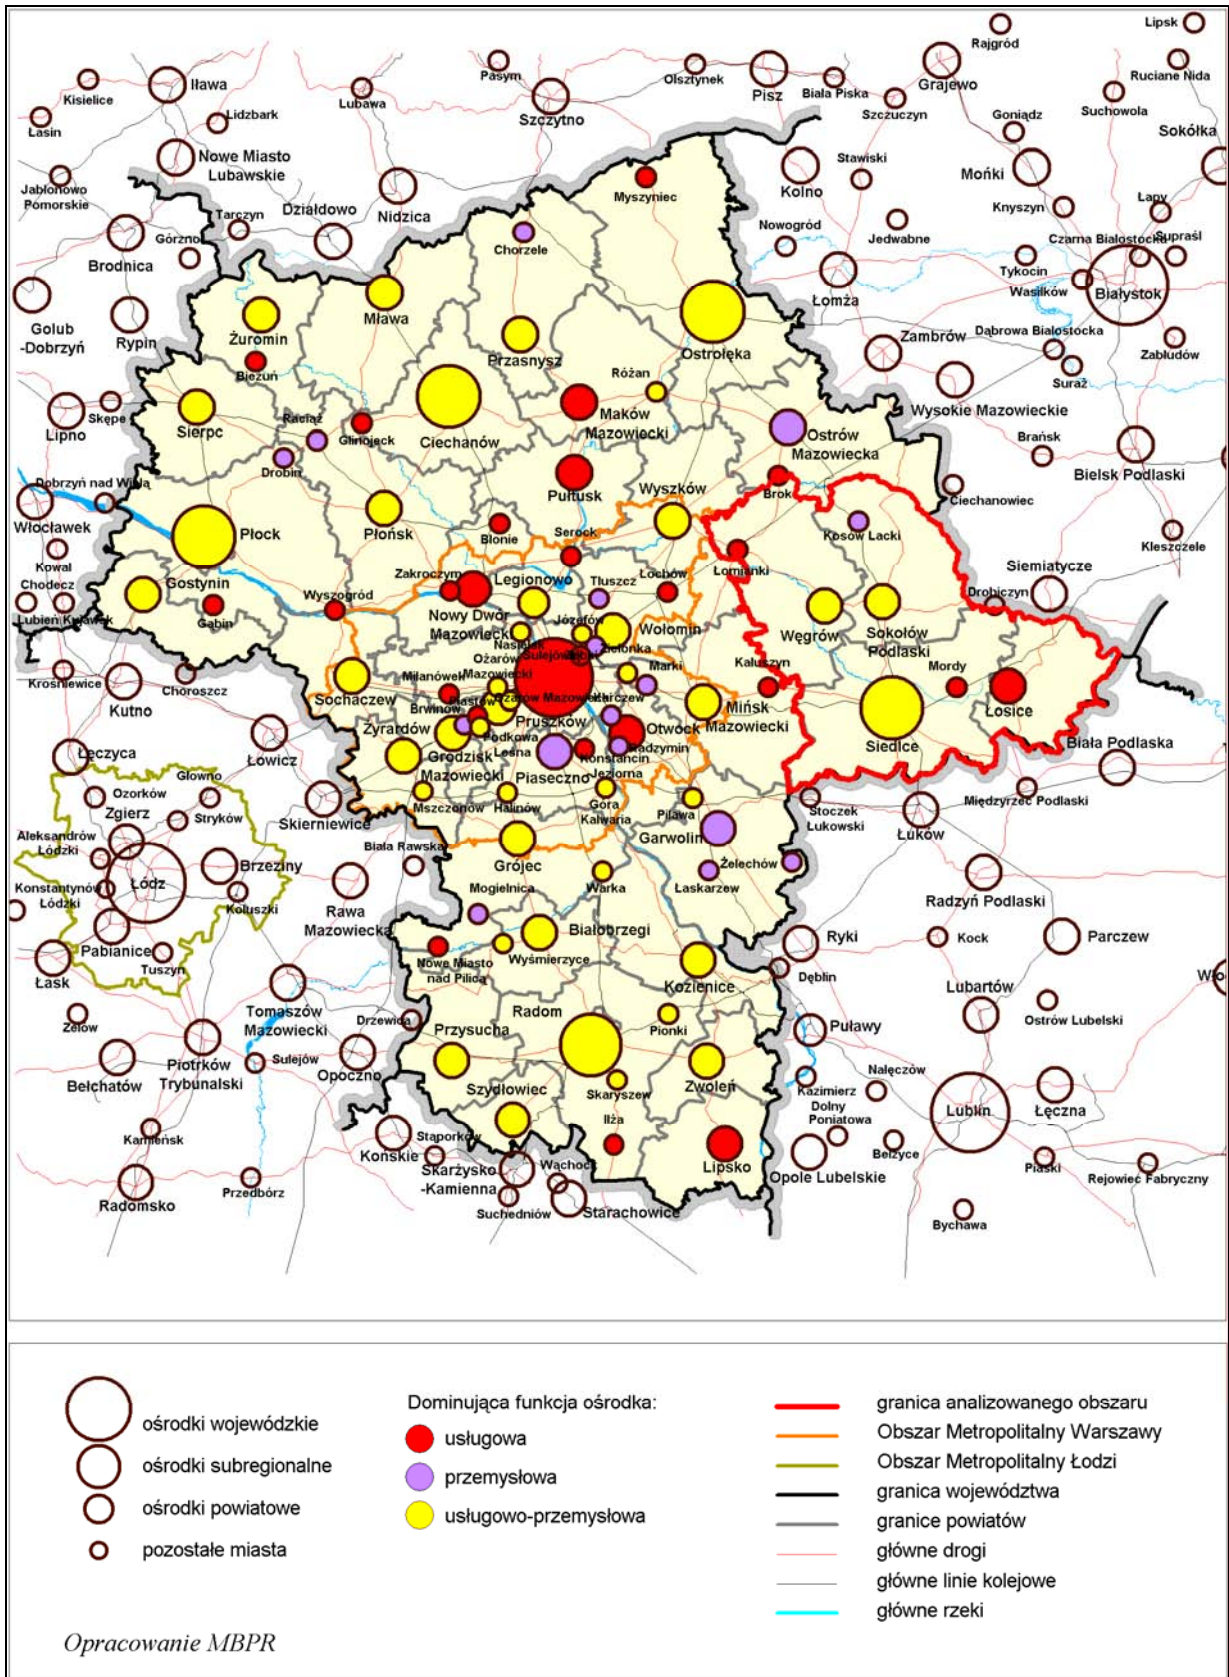 Lipsk
Rajgród
Pasym
Olsztynek
Pisz
Biała Piska
Grajewo
Ruciane Nida
Kisielice
Iława
Lubawa
Szczytno
Szczuczyn
Suchowola
Lasin
Lidzbark
Goniądz
Sokółka
Nowe Miasto
Lubawskie
Stawiski
Mońki
Jabłonowo
Pomorskie
Tarczyn
Działdowo
Nidzica
Myszyniec
Kolno
Knyszyn
Łapy
Górzno
Brodnica
Chorzele
Nowogród
Jedwabne
Czarna Białostocka
Supraśl
Tykocin
Wasilków
Białystok
Golub
-Dobrzyń
Rypin
Żuromin
Mława
Przasnysz
Ostrołęka
Łomża
Zambrów
Dąbrowa Białostocka
Zabłudów
Bieżuń
Różan
Suraż
Lipno
Skępe
Sierpc
Raciąż
Glinojeck
Ciechanów
Maków
Mazowiecki
Ostrów
Mazowiecka
Wysokie Mazowieckie
Brańsk
Bielsk Podlaski
Drobin
Dobrzyń nad Wisłą
Włocławek
Pułtusk
Wyszków
Brok
Ciechanowiec
Płock
Płońsk
Błonie
Serock
Kosów Lacki
Kleszczele
Kowal
Chodecz
Lubień Kujawsk
Gostynin
Gąbin
Wyszogród
Zakroczym
Legionowo
Tłuszcz
Łochów
Łomianki
Siemiatycze
Drohiczyn
Nowy Dwór
Mazowiecki
Nasielsk
Józefów
Wołomin
Zielonka
Węgrów
Sokołów
Podlaski
Krośniewice
Kutno
Choroszcz
Sochaczew
Milanówek
Ożarów
Mazowiecki
Brwinów
Piastów
Ożarów Mazowiecki
Sulejówek
Marki
Karczew
Kałuszyn
Mordy
Mińsk
Mazowiecki
Siedlce
Łosice
Łęczyca
Łowicz
Żyrardów
Grodzisk
Mazowiecki
Pruszków
Podkowa
Leśna
Piaseczno
Otwock
Radzymin
Konstancin
Jeziorna
Biała Podlaska
Głowno
Ozorków
Zgierz
Stryków
Skierniewice
Mszczonów
Halinów
Góra
Kalwaria
Pilawa
Stoczek
Łukowski
Międzyrzec Podlaski
Łuków
Aleksandrów
Łódzki
Łódź
Brzeziny
Biała Rawska
Grójec
Garwolin
Żelechów
Konstantynów
Łódzki
Koluszki
Rawa
Mazowiecka
Mogielnica
Warka
Łaskarzew
Radzyń Podlaski
Pabianice
Tuszyn
Łask
Białobrzegi
Wyśmierzyce
Nowe Miasto
nad Pilicą
Ryki
Kock
Parczew
Dęblin
Kozienice
Tomaszów
Mazowiecki
Zelów
Drzewica
Radom
Przysucha
Pionki
Lubartów
Ostrów Lubelski
Puławy
Bełchatów
Piotrków
Trybunalski
Sulejów
Opoczno
Szydłowiec
Skaryszew
Zwoleń
Nałęczów
Kazimierz
Dolny
Poniatowa
Lublin
Łęczna
Kamieńsk
Końskie
Stąporków
Iłża
Bełżyce
Radomsko
Przedbórz
Skarżysko
-Kamienna
Wąchock
Lipsko
Opole Lubelskie
Piaski
Rejowiec Fabryczny
Suchedniów
Starachowice
Bychawa
ośrodki wojewódzkie
ośrodki subregionalne
ośrodki powiatowe
pozostałe miasta
Dominująca funkcja ośrodka:
usługowa
przemysłowa
usługowo-przemysłowa
granica analizowanego obszaru
Obszar Metropolitalny Warszawy
Obszar Metropolitalny Łodzi
granica województwa
granice powiatów
główne drogi
główne linie kolejowe
główne rzeki
Opracowanie MBPR